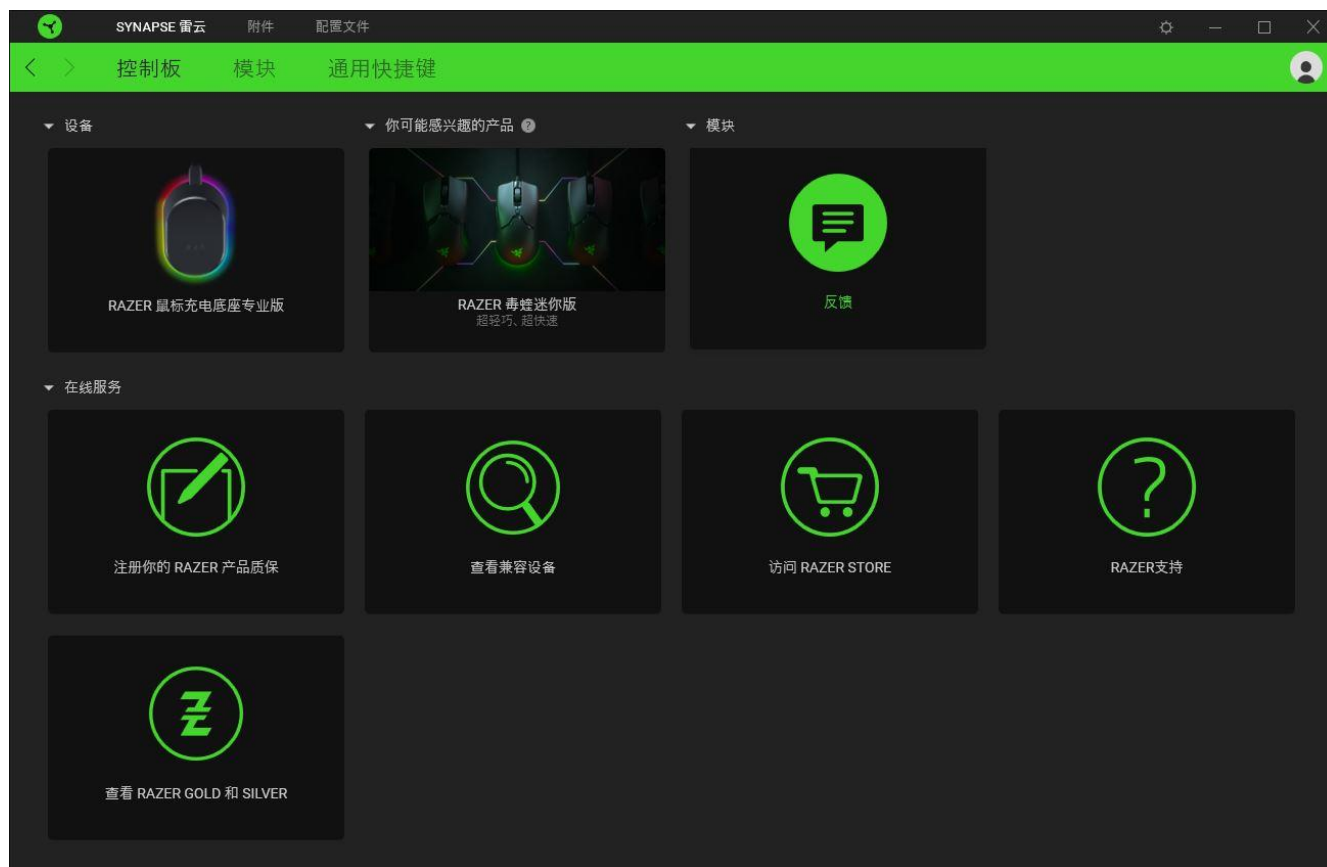 SYNAPSE 雷云
附件
配置文件
控制板
模块
通用快捷键
设备
你可能感兴趣的产品 ?
模块
RAZER 鼠标充电底座专业版
RAZER 毒蝰迷你版
超轻巧、超快速
反馈
在线服务
注册你的 RAZER 产品质保
查看兼容设备
访问 RAZER STORE
RAZER支持
查看 RAZER GOLD 和 SILVER